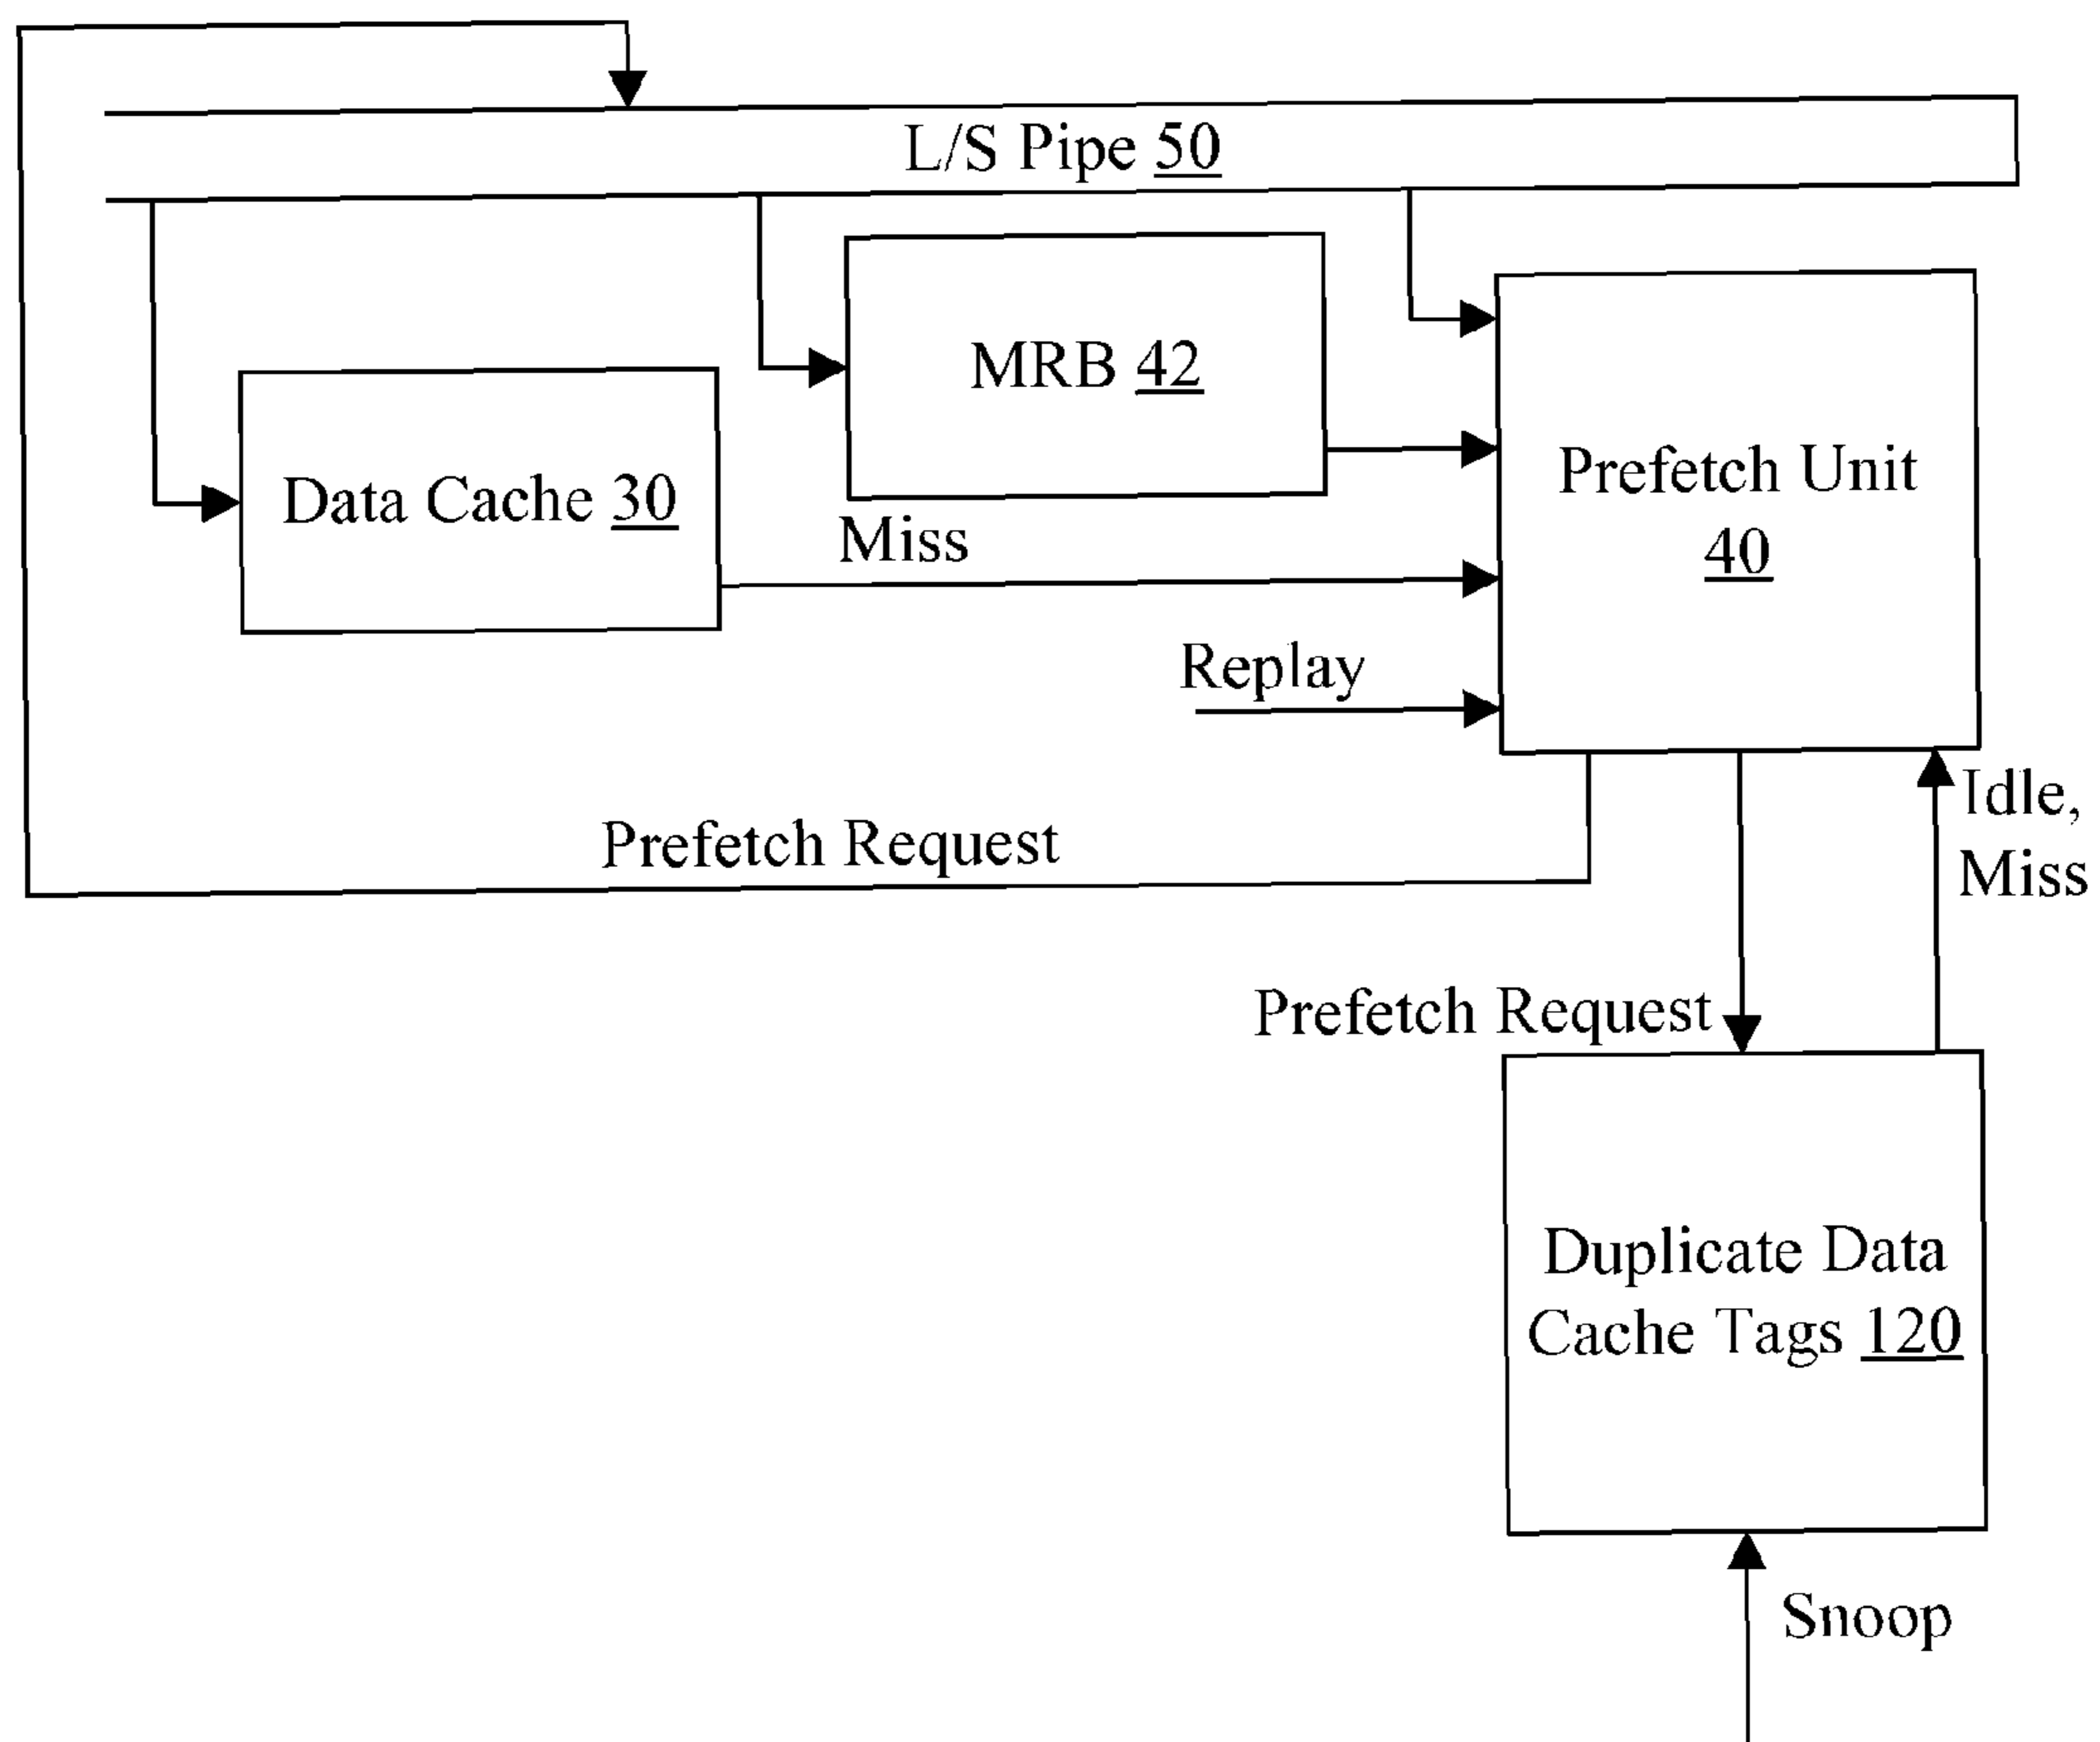 L/S Pipe 50
MRB 42
Data Cache 30
Prefetch Unit
40
Miss
Replay
Prefetch Request
Idle,
Miss
Prefetch Request
Duplicate Data
Cache Tags 120
Snoop